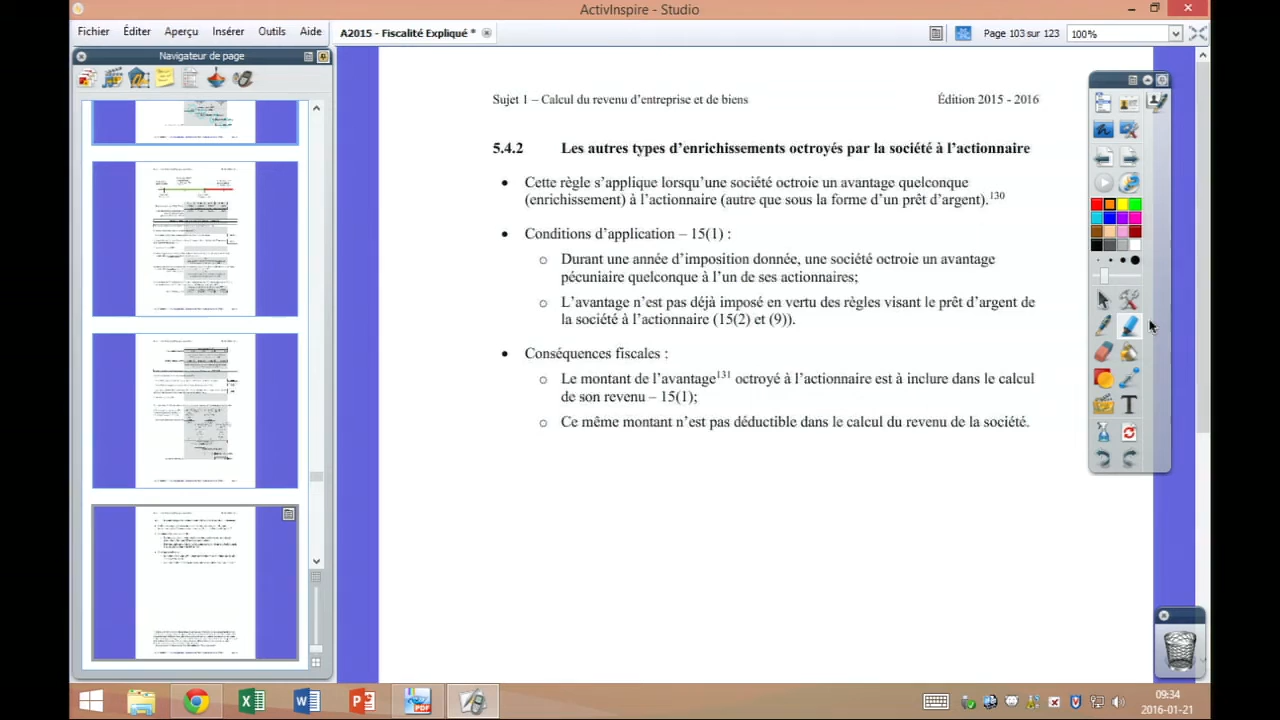 ActivInspire - Studio
Fichier Éditer Aperçu Insérer Outils Aide
A2015 - Fiscalité Expliqué *
Page 103 sur 123
100%
Navigateur de page
Sujet 1 – Calcul du revenu d’entreprise et de biens
Édition 2015 - 2016
5.4.2 Les autres types d’enrichissements octroyés par la société à l’actionnaire
• Cette règle s’applique lorsqu’une société octroie un avantage quelconque
(enrichissement) à un actionnaire (autre que sous la forme d’un prêt d’argent).130
• Conditions d’application – 15(1) :
o Durant une année d’imposition donnée, une société octroie un avantage
pécuniaire quelconque à l’un de ses actionnaires;
o L’avantage n’est pas déjà imposé en vertu des règles visant le prêt d’argent de
la société à l’actionnaire (15(2) et (9)).
• Conséquences fiscales :
o Le montant de l’avantage131 octroyé à l’actionnaire est à inclure dans le calcul
de son revenu – 15(1);
o Ce même montant n’est pas déductible dans le calcul du revenu de la société.
09:34
2016-01-21